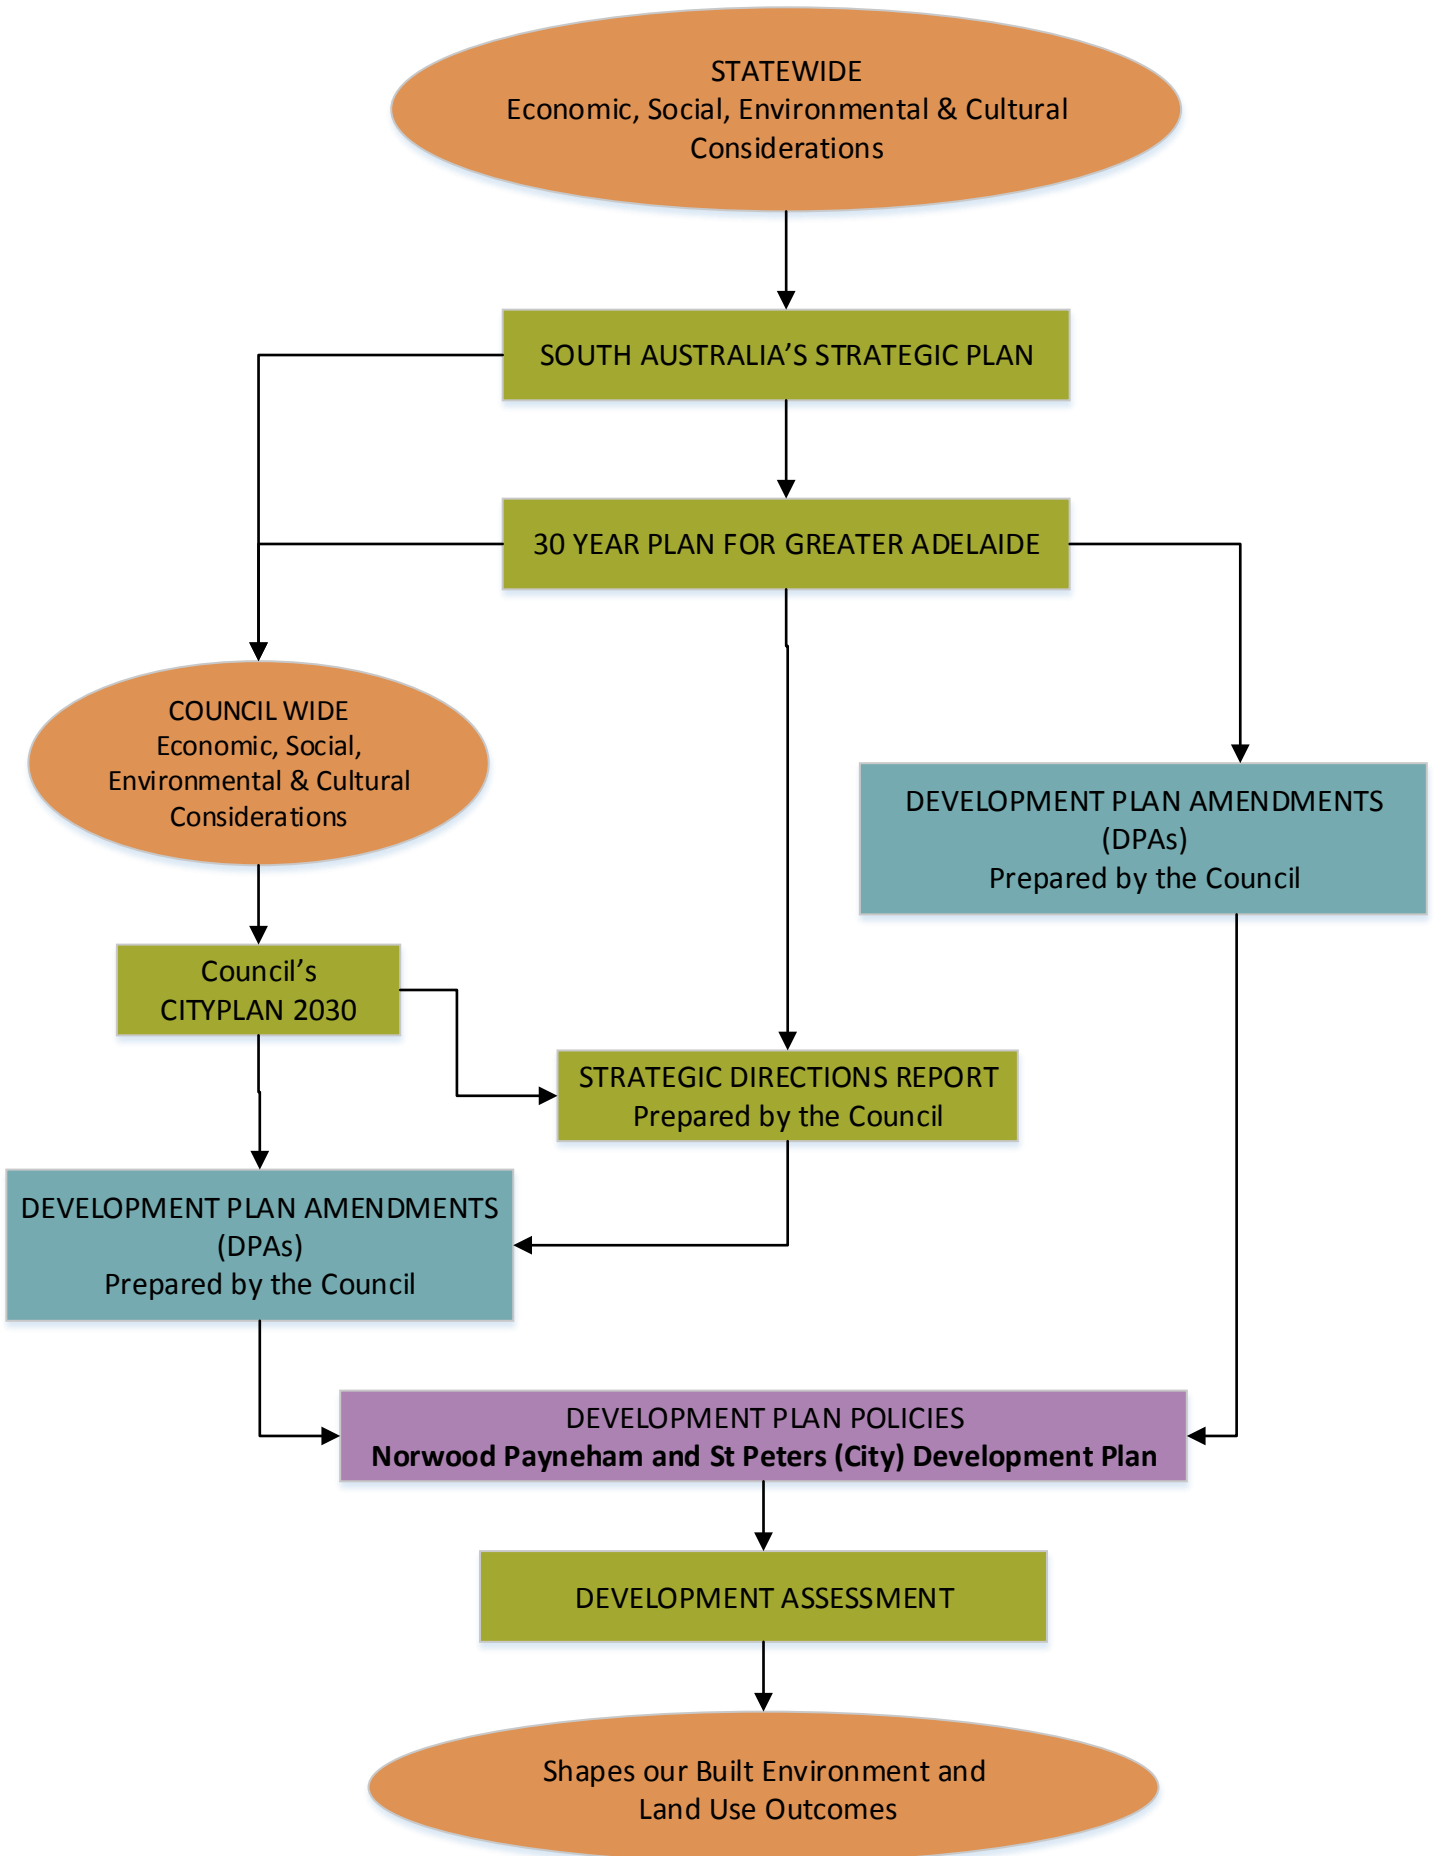 STATEWIDE
Economic, Social, Environmental & Cultural
Considerations
SOUTH AUSTRALIA’S STRATEGIC PLAN
30 YEAR PLAN FOR GREATER ADELAIDE
COUNCIL WIDE
Economic, Social,
Environmental & Cultural
Considerations
DEVELOPMENT PLAN AMENDMENTS
(DPAs)
Prepared by the Council
Council’s
CITYPLAN 2030
STRATEGIC DIRECTIONS REPORT
Prepared by the Council
DEVELOPMENT PLAN AMENDMENTS
(DPAs)
Prepared by the Council
DEVELOPMENT PLAN POLICIES
Norwood Payneham and St Peters (City) Development Plan
DEVELOPMENT ASSESSMENT
Shapes our Built Environment and
Land Use Outcomes